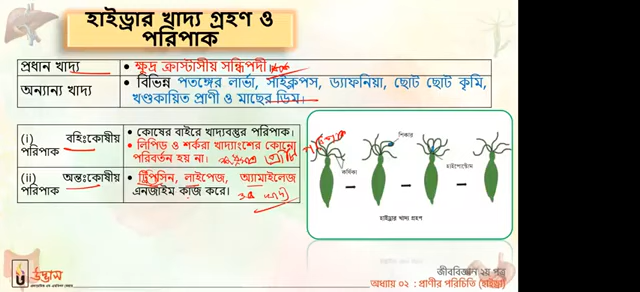 হাইড্রার খাদ্য গ্রহণ ও
পরিপাক
প্রধান খাদ্য
• ক্ষুদ্র ক্রাস্টাসীয় সন্ধিপদী।
অন্যান্য খাদ্য
• বিভিন্ন পতঙ্গের লার্ভা, সাইক্লপস, ড্যাফনিয়া, ছোট ছোট কৃমি,
খণ্ডকায়িত প্রাণী ও মাছের ডিম।
(i) বহিঃকোষীয়
পরিপাক
• কোষের বাইরে খাদ্যবস্তুর পরিপাক।
• লিপিড ও শর্করা খাদ্যাংশের কোনো
পরিবর্তন হয় না।
(ii) অন্তঃকোষীয়
পরিপাক
• ট্রিপসিন, লাইপেজ, অ্যামাইলেজ
এনজাইম কাজ করে।
শিকার
কর্ষিকা
হাইপোস্টোম
হাইড্রার খাদ্য গ্রহণ
উদ্ভাস
জীববিজ্ঞান ২য় পত্র
অধ্যায় ০২ : প্রাণীর পরিচিতি (হাইড্রা)